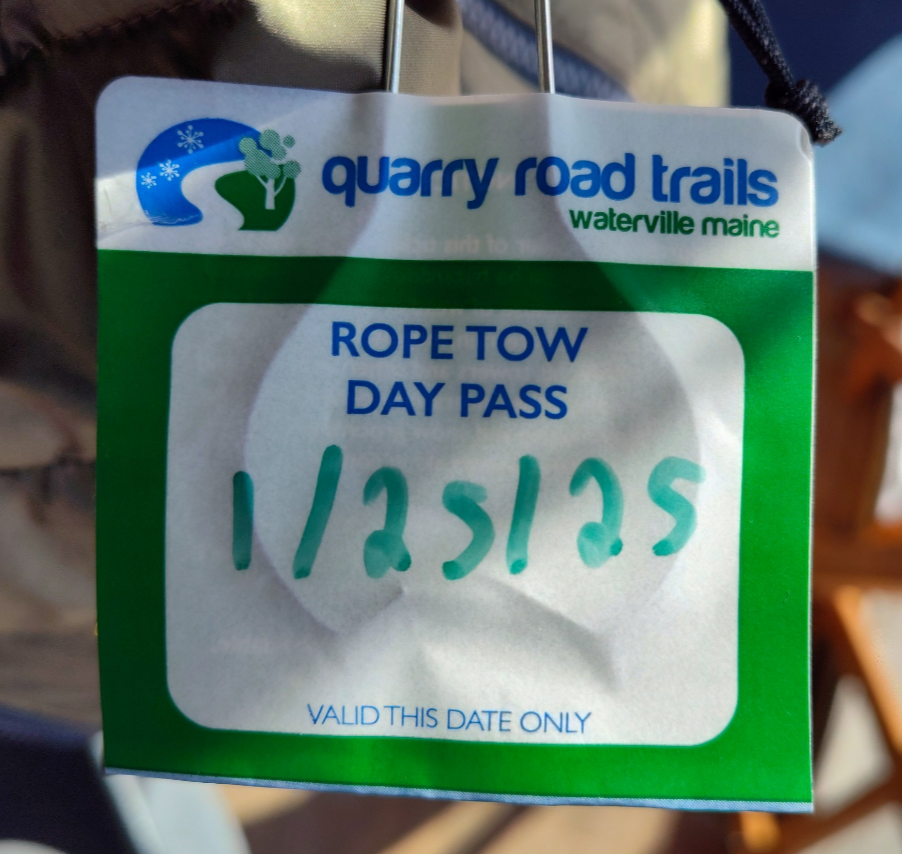 quarry road trails
waterville maine
ROPE TOW
DAY PASS
1/25/25
VALID THIS DATE ONLY